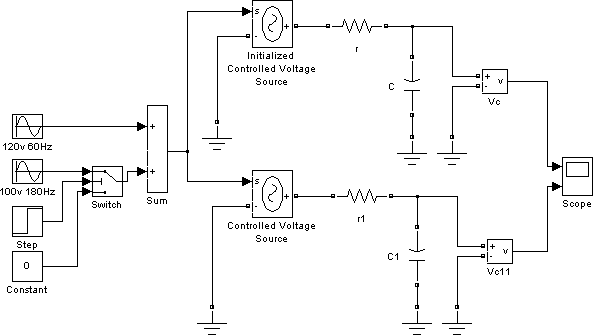 s
-
+
Initialized
Controlled Voltage
Source
r
C
+
-
v
Vc
120v 60Hz
+
+
Sum
100v 180Hz
Switch
Step
0
Constant
s
-
+
Controlled Voltage
Source
r1
C1
+
-
v
Vc11
Scope